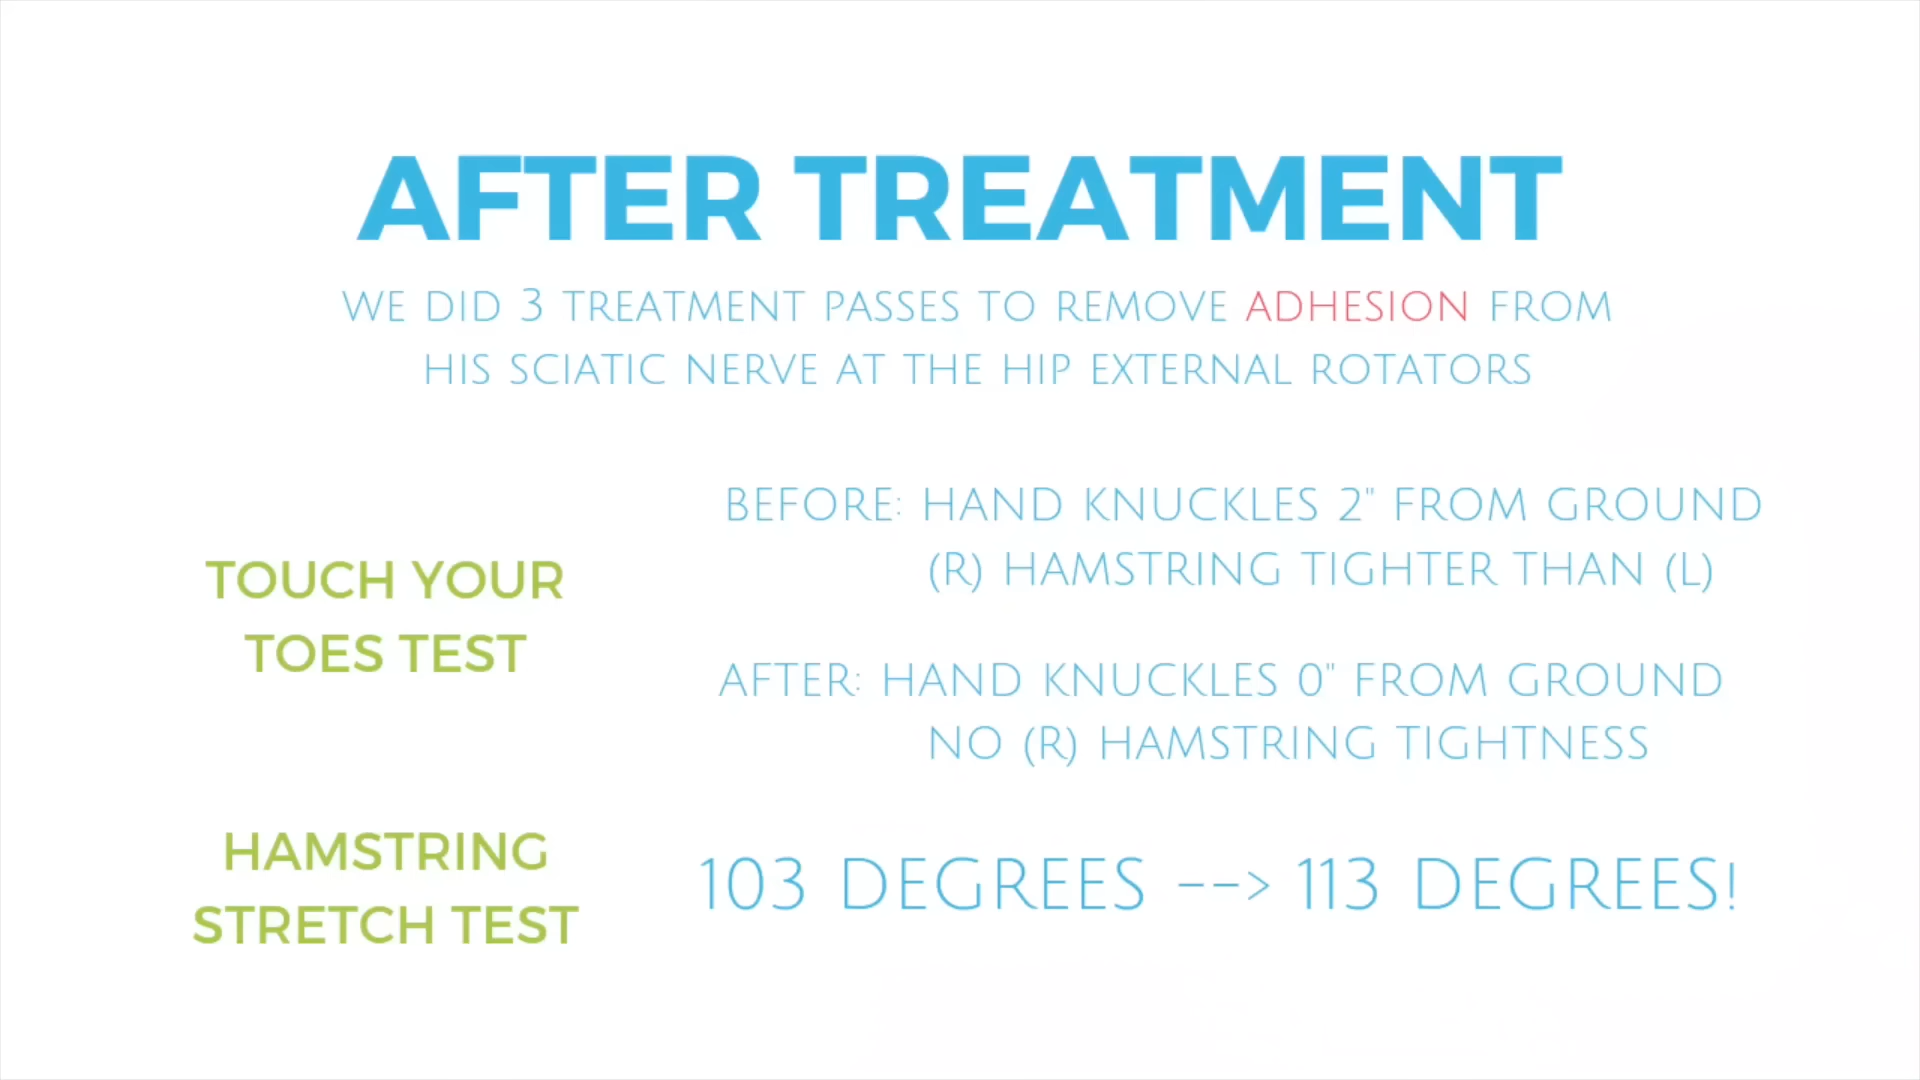 AFTER TREATMENT
WE DID 3 TREATMENT PASSES TO REMOVE ADHESION FROM
HIS SCIATIC NERVE AT THE HIP EXTERNAL ROTATORS
TOUCH YOUR
TOES TEST
BEFORE: HAND KNUCKLES 2" FROM GROUND
(R) HAMSTRING TIGHTER THAN (L)
AFTER: HAND KNUCKLES 0" FROM GROUND
NO (R) HAMSTRING TIGHTNESS
HAMSTRING
STRETCH TEST
103 DEGREES --> 113 DEGREES!